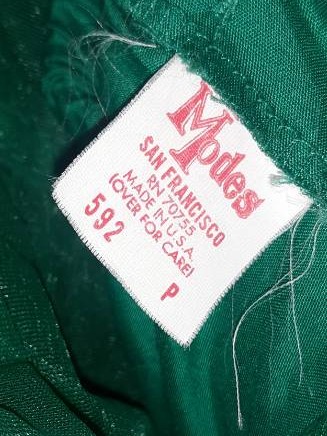 Modes
SAN FRANCISCO
RN 70755
MADE IN U.S.A.
(OVER FOR CARE)
592 P